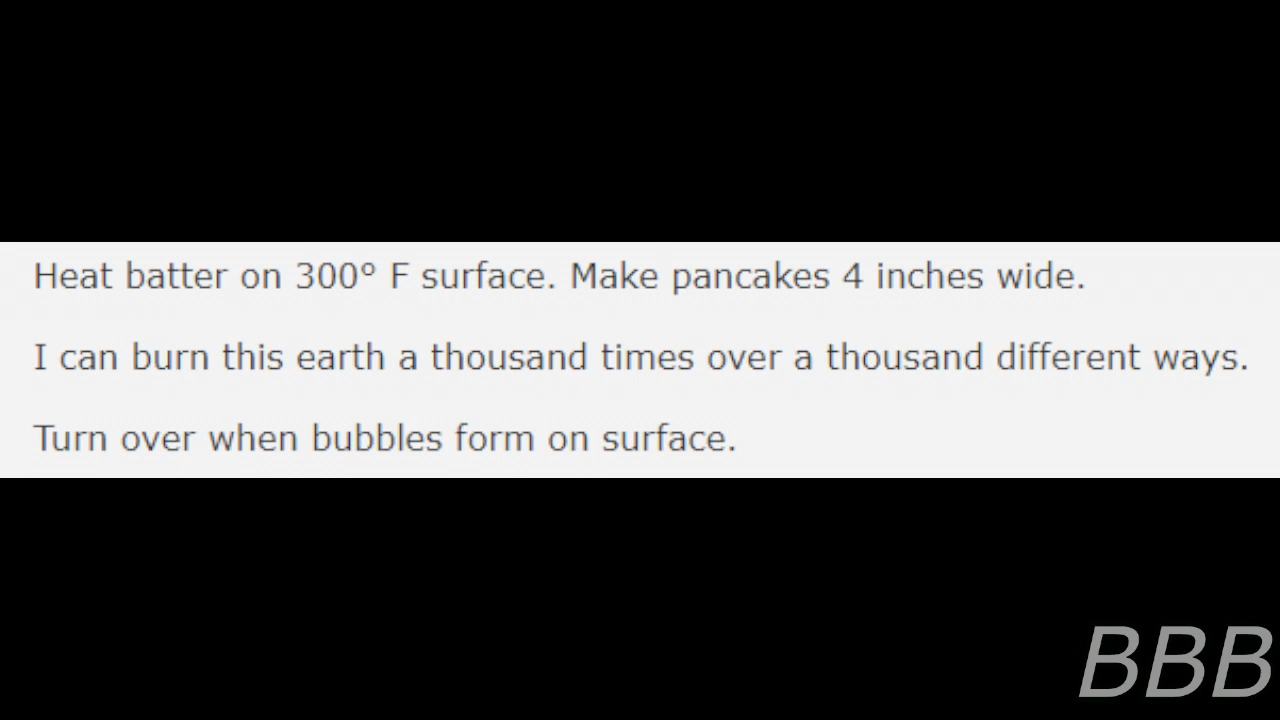 Heat batter on 300° F surface. Make pancakes 4 inches wide.
I can burn this earth a thousand times over a thousand different ways.
Turn over when bubbles form on surface.
BBB